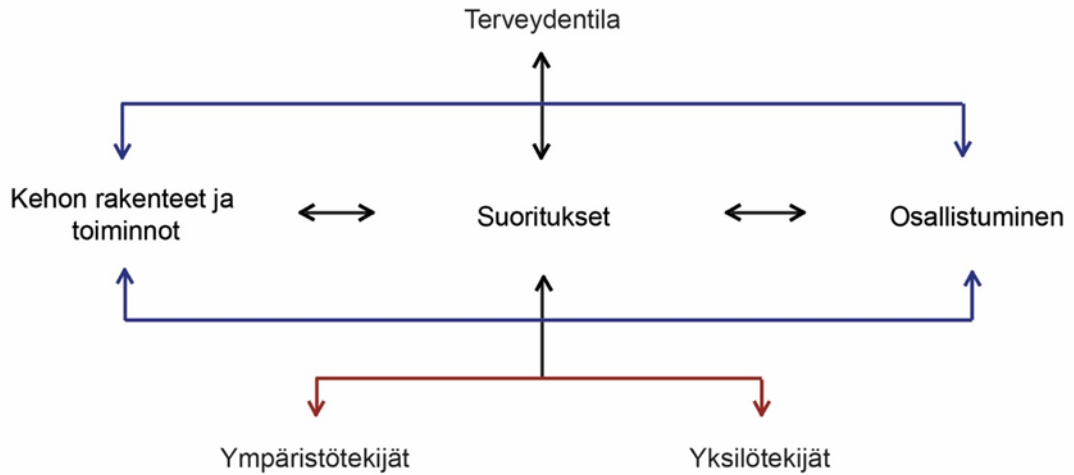 Terveydentila
Kehon rakenteet ja
toiminnot
Suoritukset
Osallistuminen
Ympäristötekijät
Yksilötekijät